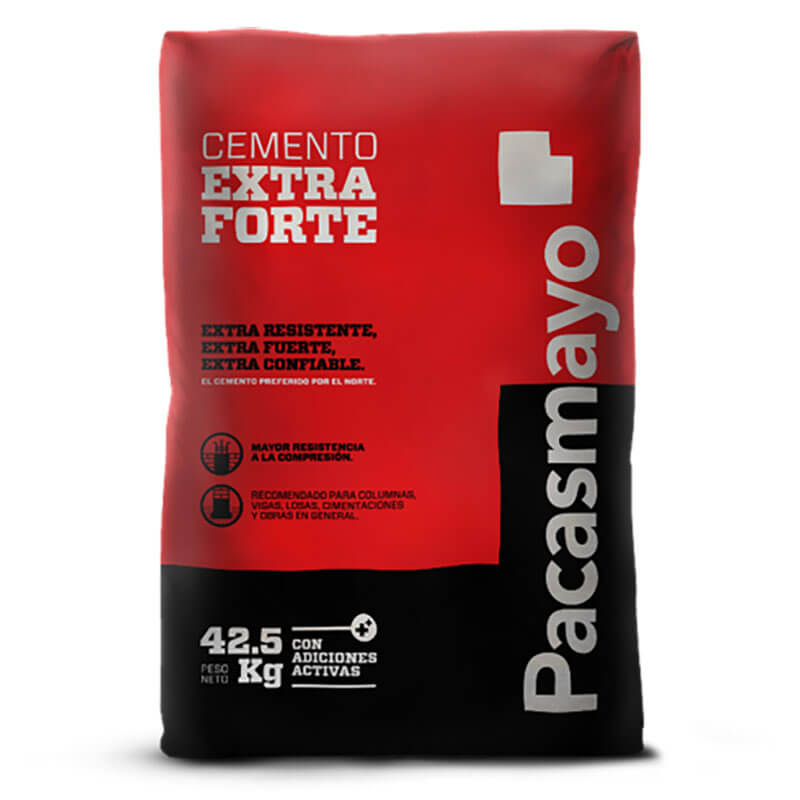 CEMENTO
EXTRA
FORTE
EXTRA RESISTENTE,
EXTRA FUERTE,
EXTRA CONFIABLE.
EL CEMENTO PREFERIDO POR EL NORTE.
MAYOR RESISTENCIA
A LA COMPRESIÓN.
RECOMENDADO PARA COLUMNAS,
VIGAS, LOSAS, CIMENTACIONES
Y OBRAS EN GENERAL.
42.5
PESO
NETO
Kg
CON
ADICIONES
ACTIVAS
Pacasmayo